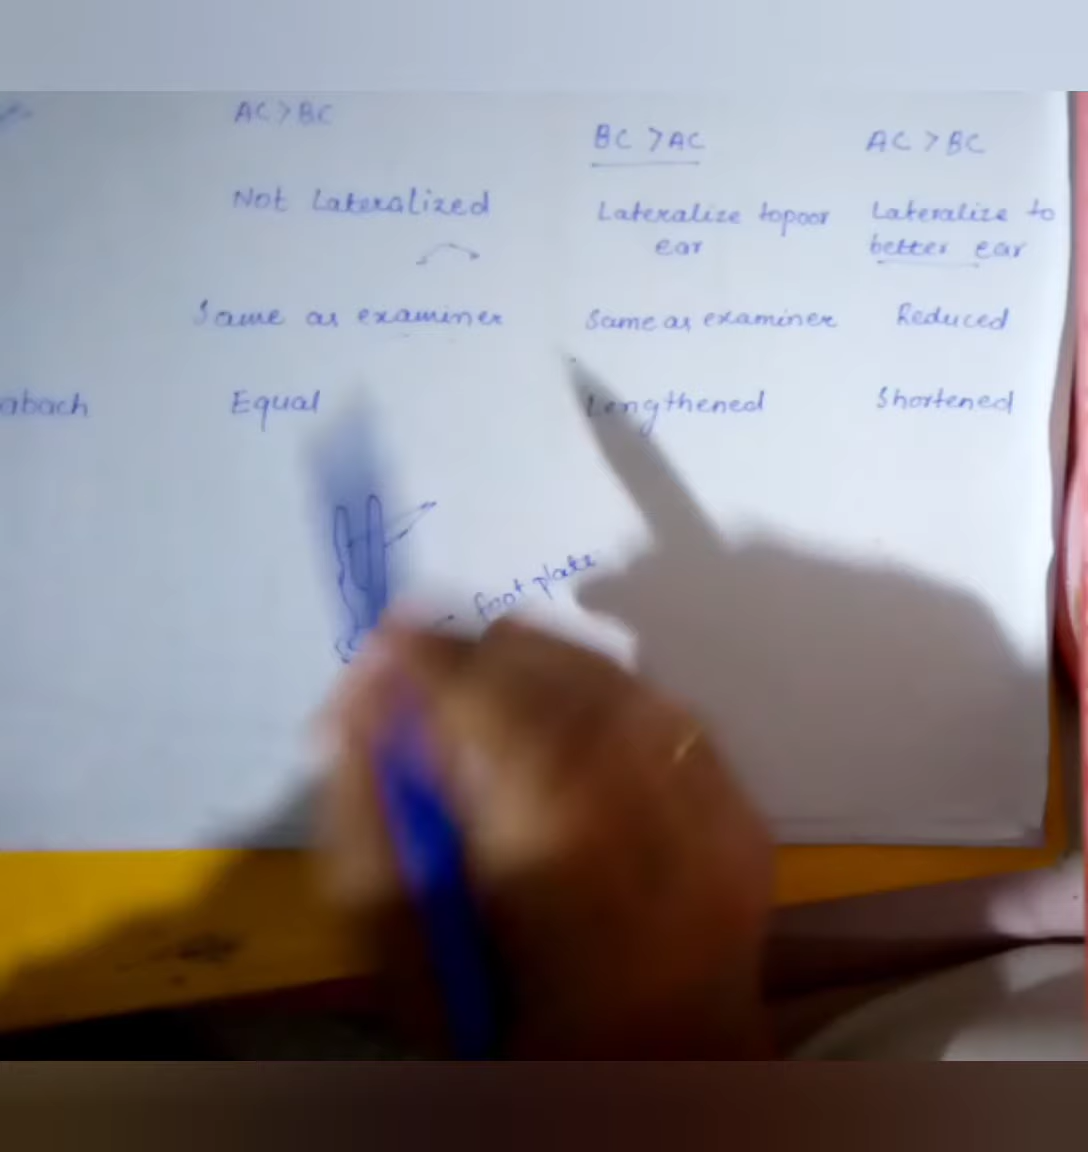 AC > BC
BC > AC
AC > BC
Not Lateralized
Lateralize to poor
ear
Lateralize to
better ear
Same as examiner
Same as examiner
Reduced
abach
Equal
Lengthened
Shortened
foot plate